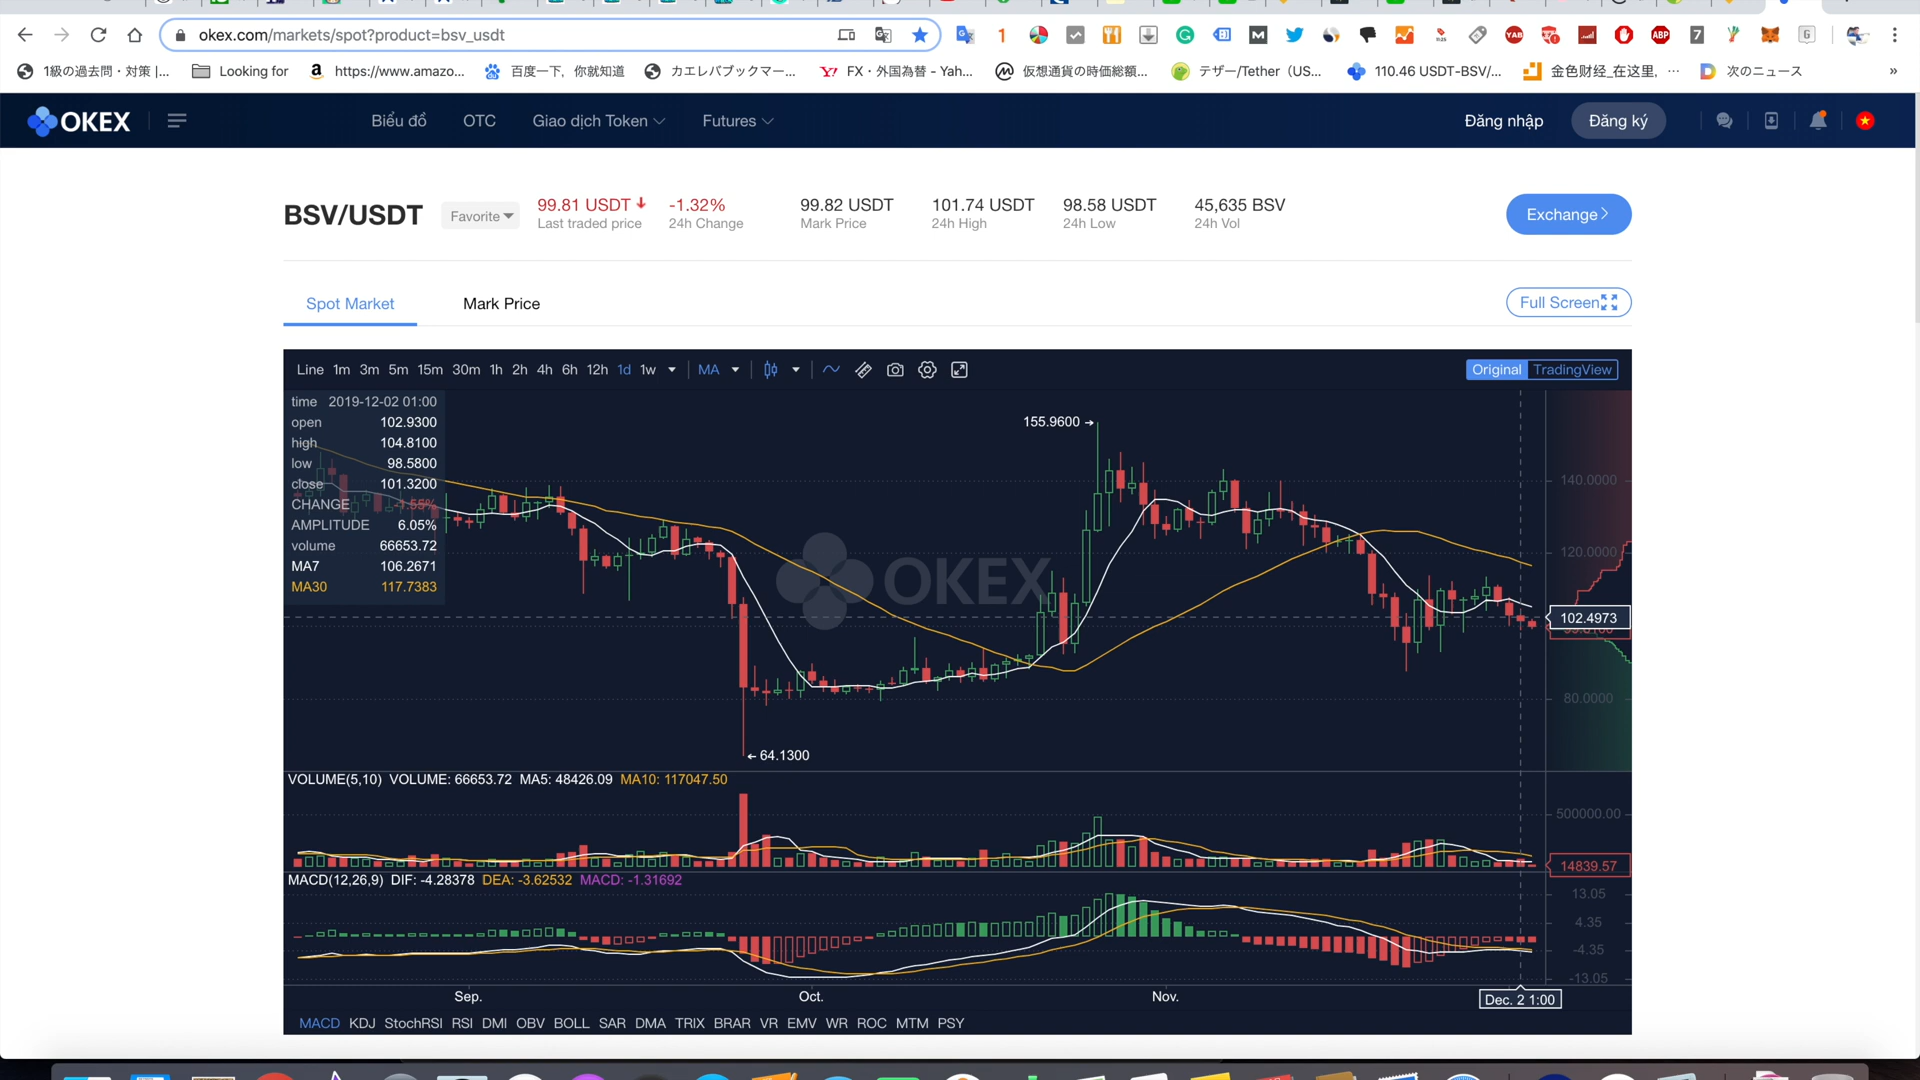 okex.com/markets/spot?product=bsv_usdt
1級の過去問・対策 |... Looking for https://www.amazo... 百度一下，你就知道 カエレバブックマー... FX・外国為替 - Yah... 仮想通貨の時価総額... テザー/Tether（US... 110.46 USDT-BSV/... 金色财经_在这里，... 次のニュース »
OKEX Biểu đồ OTC Giao dịch Token Futures Đăng nhập Đăng ký
BSV/USDT Favorite 99.81 USDT -1.32% 99.82 USDT 101.74 USDT 98.58 USDT 45,635 BSV Exchange
Last traded price 24h Change Mark Price 24h High 24h Low 24h Vol
Spot Market Mark Price Full Screen
Line 1m 3m 5m 15m 30m 1h 2h 4h 6h 12h 1d 1w MA Original TradingView
time 2019-12-02 01:00
open 102.9300
high 104.8100
low 98.5800
close 101.3200
CHANGE -1.55%
AMPLITUDE 6.05%
volume 66653.72
MA7 106.2671
MA30 117.7383
155.9600
140.0000
120.0000
OKEX
102.4973
80.0000
64.1300
VOLUME(5,10) VOLUME: 66653.72 MA5: 48426.09 MA10: 117047.50
500000.00
14839.57
MACD(12,26,9) DIF: -4.28378 DEA: -3.62532 MACD: -1.31692
13.05
4.35
-4.35
-13.05
Sep. Oct. Nov. Dec. 2 1:00
MACD KDJ StochRSI RSI DMI OBV BOLL SAR DMA TRIX BRAR VR EMV WR ROC MTM PSY